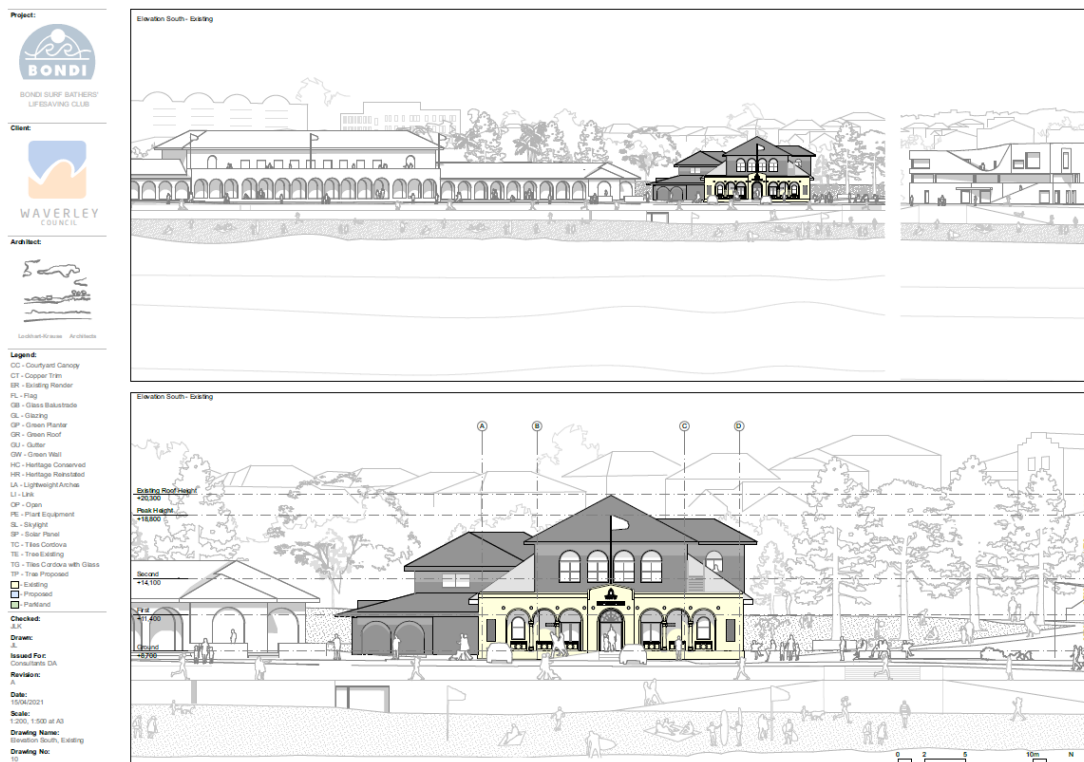 Project:
BONDI
BONDI SURF BATHERS'
LIFESAVING CLUB
Client:
WAVERLEY
COUNCIL
Architect:
Lockhart-Krause Architects
Legend:
CC - Courtyard Canopy
CT - Copper Trim
ER - Existing Render
FL - Flag
GB - Glass Balustrade
GL - Glazing
GP - Green Planter
GR - Green Roof
GU - Gutter
GW - Green Wall
HC - Heritage Conserved
HR - Heritage Reinstated
LA - Lightweight Arches
LI - Link
OP - Open
PE - Plant Equipment
SL - Skylight
SP - Solar Panel
TC - Tiles Cordova
TE - Tree Existing
TG - Tiles Cordova with Glass
TP - Tree Proposed
- Existing
- Proposed
- Parkland
Checked:
JLK
Drawn:
JL
Issued For:
Consultants DA
Revision:
A
Date:
15/04/2021
Scale:
1:200, 1:500 at A3
Drawing Name:
Elevation South, Existing
Drawing No:
10
Elevation South - Existing
Elevation South - Existing
A B C D
Existing Roof Height
+20,300
Peak Height
+18,800
Second
+14,100
First
+11,400
Ground
0 2 5 10m N